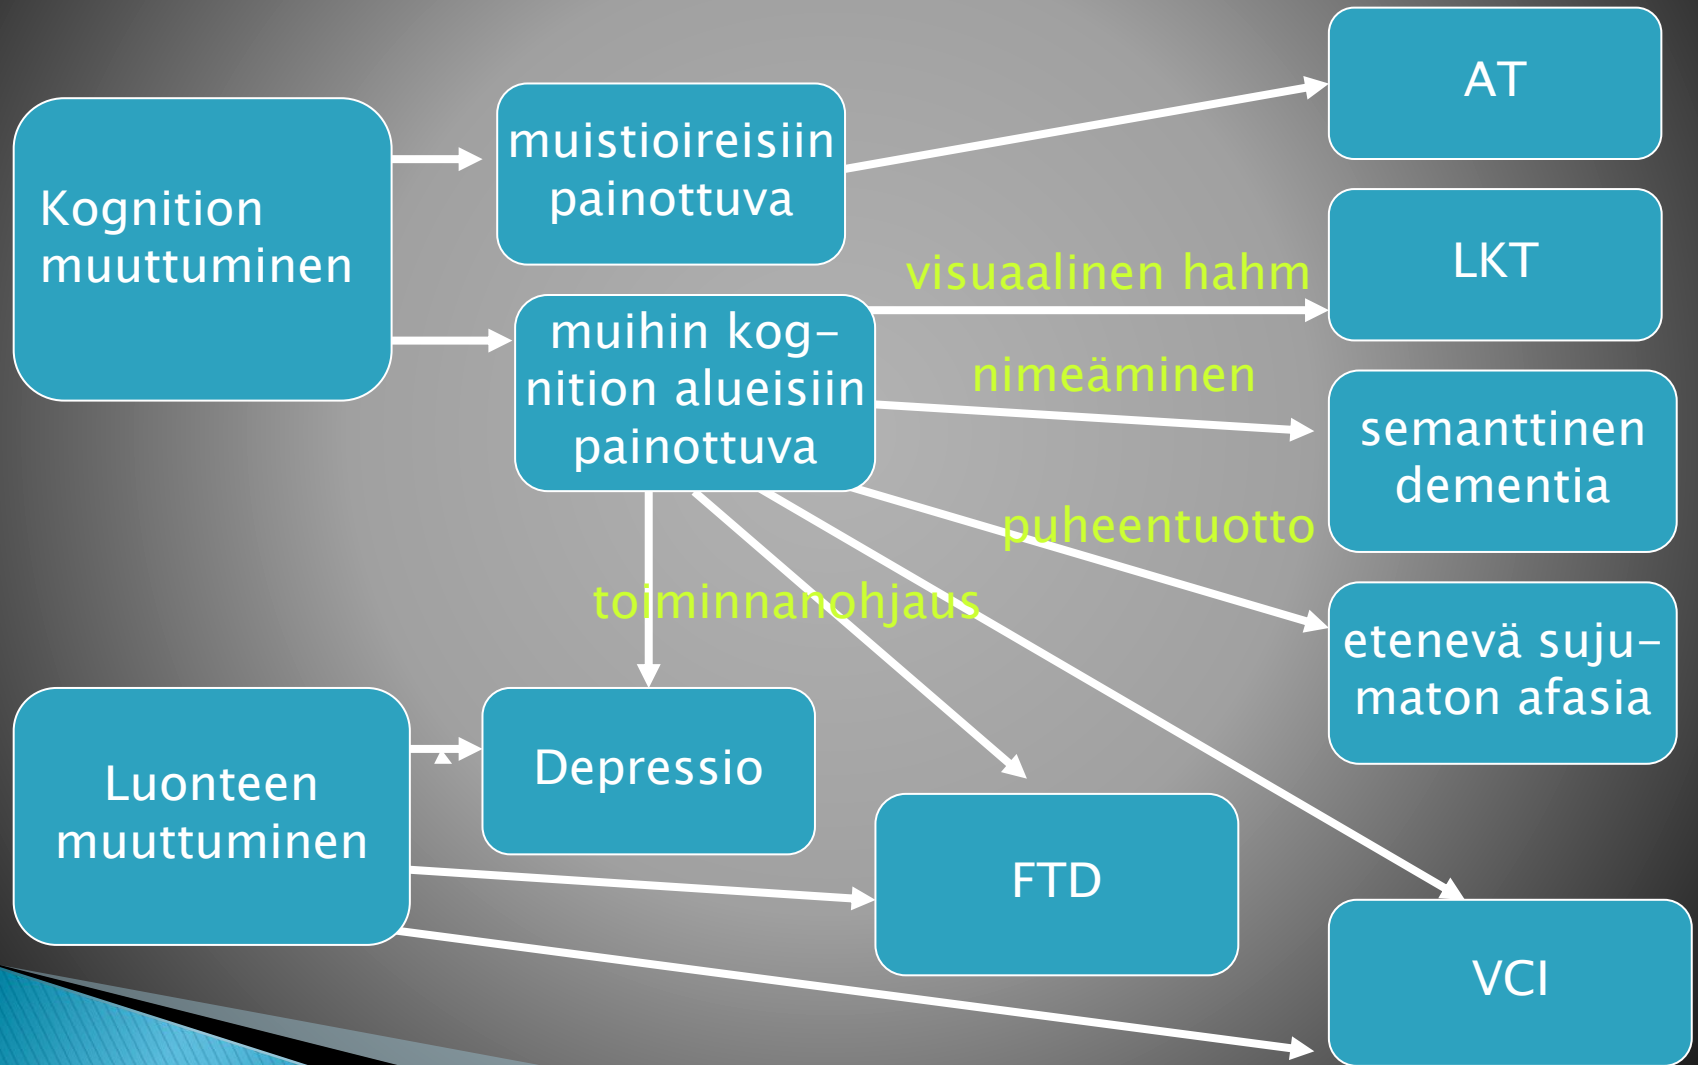 AT
muistioireisiin
painottuva
Kognition
muuttuminen
LKT
visuaalinen hahm
muihin kog-
nition alueisiin
painottuva
nimeäminen
semanttinen
dementia
puheentuotto
toiminnanohjaus
etenevä suju-
maton afasia
Luonteen
muuttuminen
Depressio
FTD
VCI